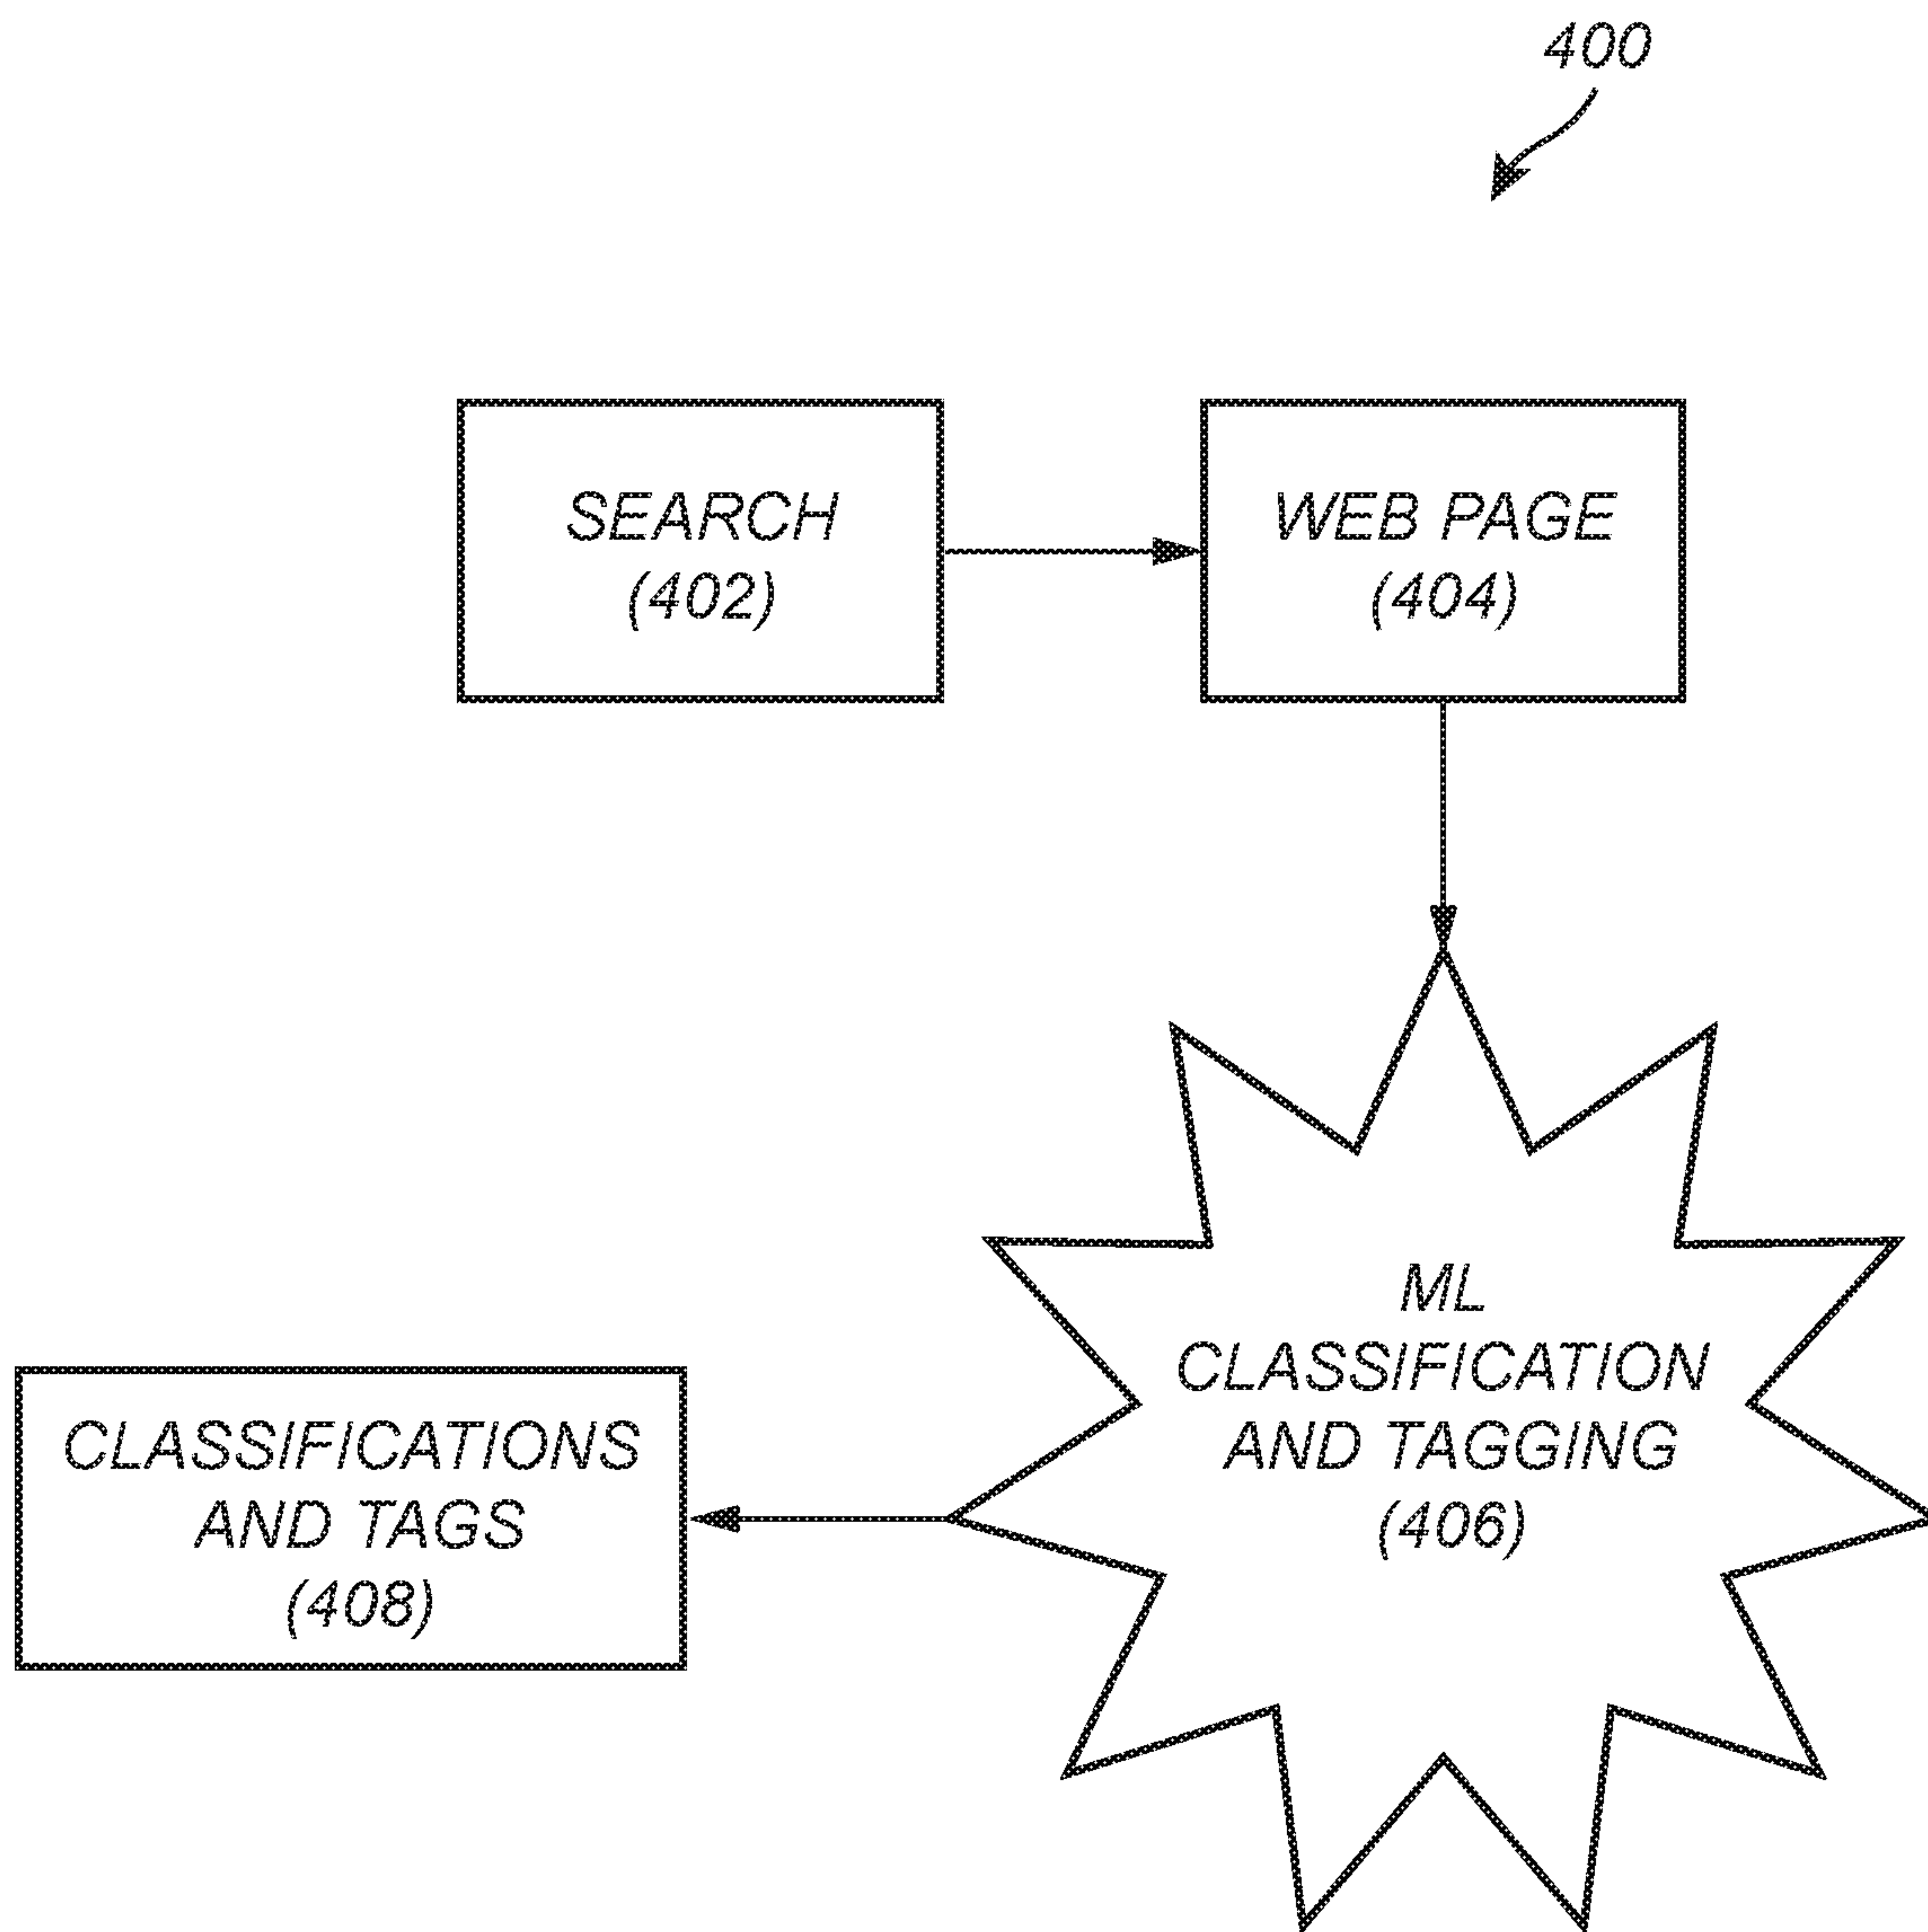 400
SEARCH
(402)
WEB PAGE
(404)
ML
CLASSIFICATION
AND TAGGING
(406)
CLASSIFICATIONS
AND TAGS
(408)